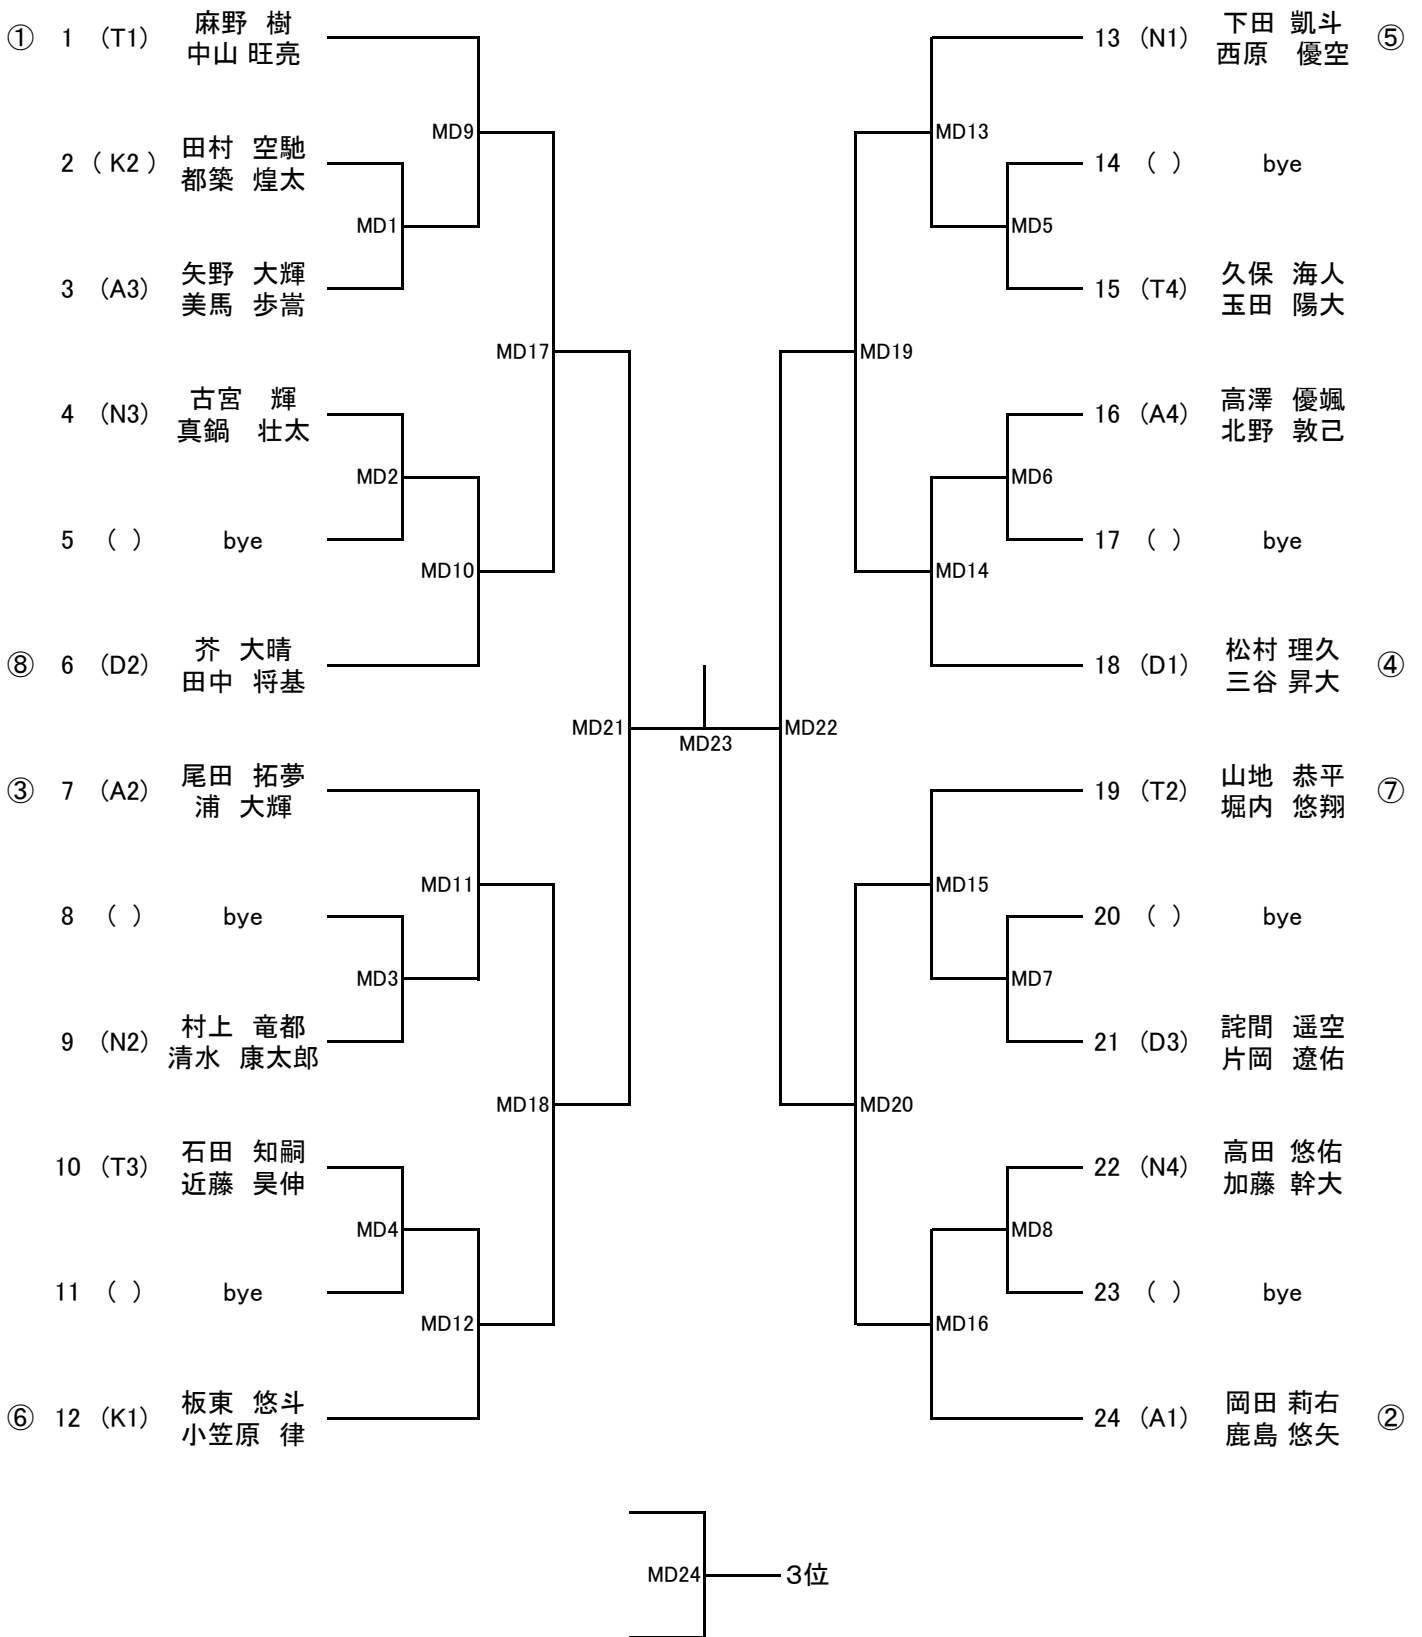 ① 1 (T1) 麻野 樹
中山 旺亮
MD9
2 ( K2 ) 田村 空馳
都築 煌太
MD1
3 (A3) 矢野 大輝
美馬 歩嵩
MD17
4 (N3) 古宮 輝
真鍋 壮太
MD2
5 ( ) bye
MD10
⑧ 6 (D2) 芥 大晴
田中 将基
MD21
③ 7 (A2) 尾田 拓夢
浦 大輝
MD11
8 ( ) bye
MD3
9 (N2) 村上 竜都
清水 康太郎
MD18
10 (T3) 石田 知嗣
近藤 昊伸
MD4
11 ( ) bye
MD12
⑥ 12 (K1) 板東 悠斗
小笠原 律
MD23
13 (N1) 下田 凱斗 ⑤
西原 優空
MD13
14 ( ) bye
MD5
15 (T4) 久保 海人
玉田 陽大
MD19
16 (A4) 高澤 優颯
北野 敦己
MD6
17 ( ) bye
MD14
18 (D1) 松村 理久 ④
三谷 昇大
MD22
19 (T2) 山地 恭平 ⑦
堀内 悠翔
MD15
20 ( ) bye
MD7
21 (D3) 詫間 遥空
片岡 遼佑
MD20
22 (N4) 高田 悠佑
加藤 幹大
MD8
23 ( ) bye
MD16
24 (A1) 岡田 莉右 ②
鹿島 悠矢
MD24 3位